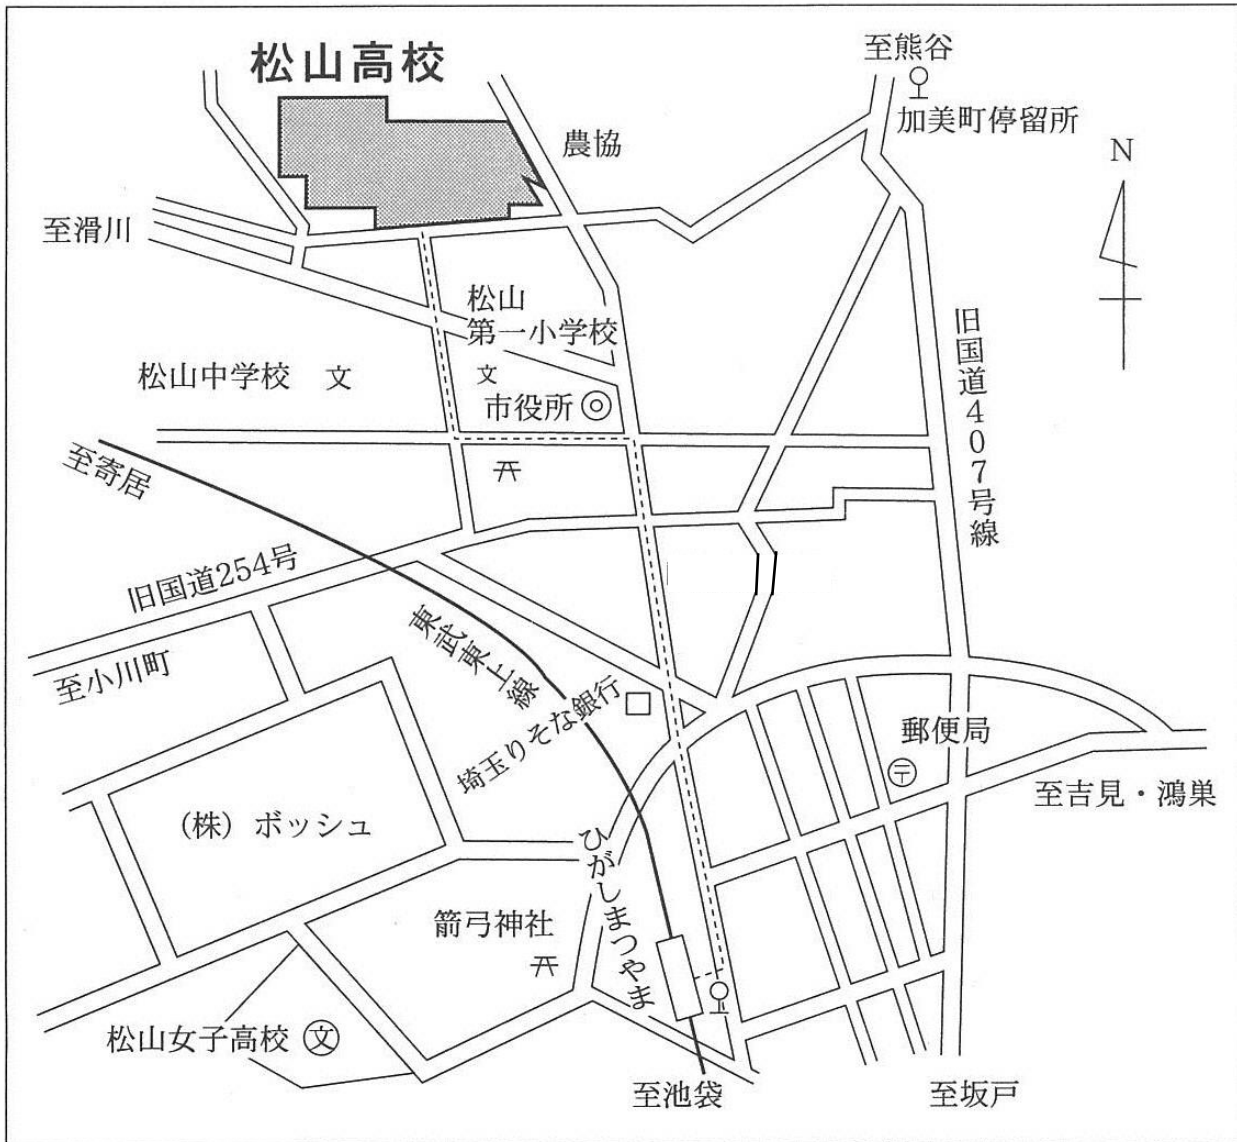 松山高校
至熊谷
加美町停留所
農協
N
至滑川
松山
第一小学校
文
松山中学校 文
市役所
旧国道407号線
至寄居
旧国道254号
至小川町
東武東上線
埼玉りそな銀行
郵便局
〒
至吉見・鴻巣
(株)ボッシュ
ひがしまつやま
箭弓神社
松山女子高校 文
至池袋
至坂戸